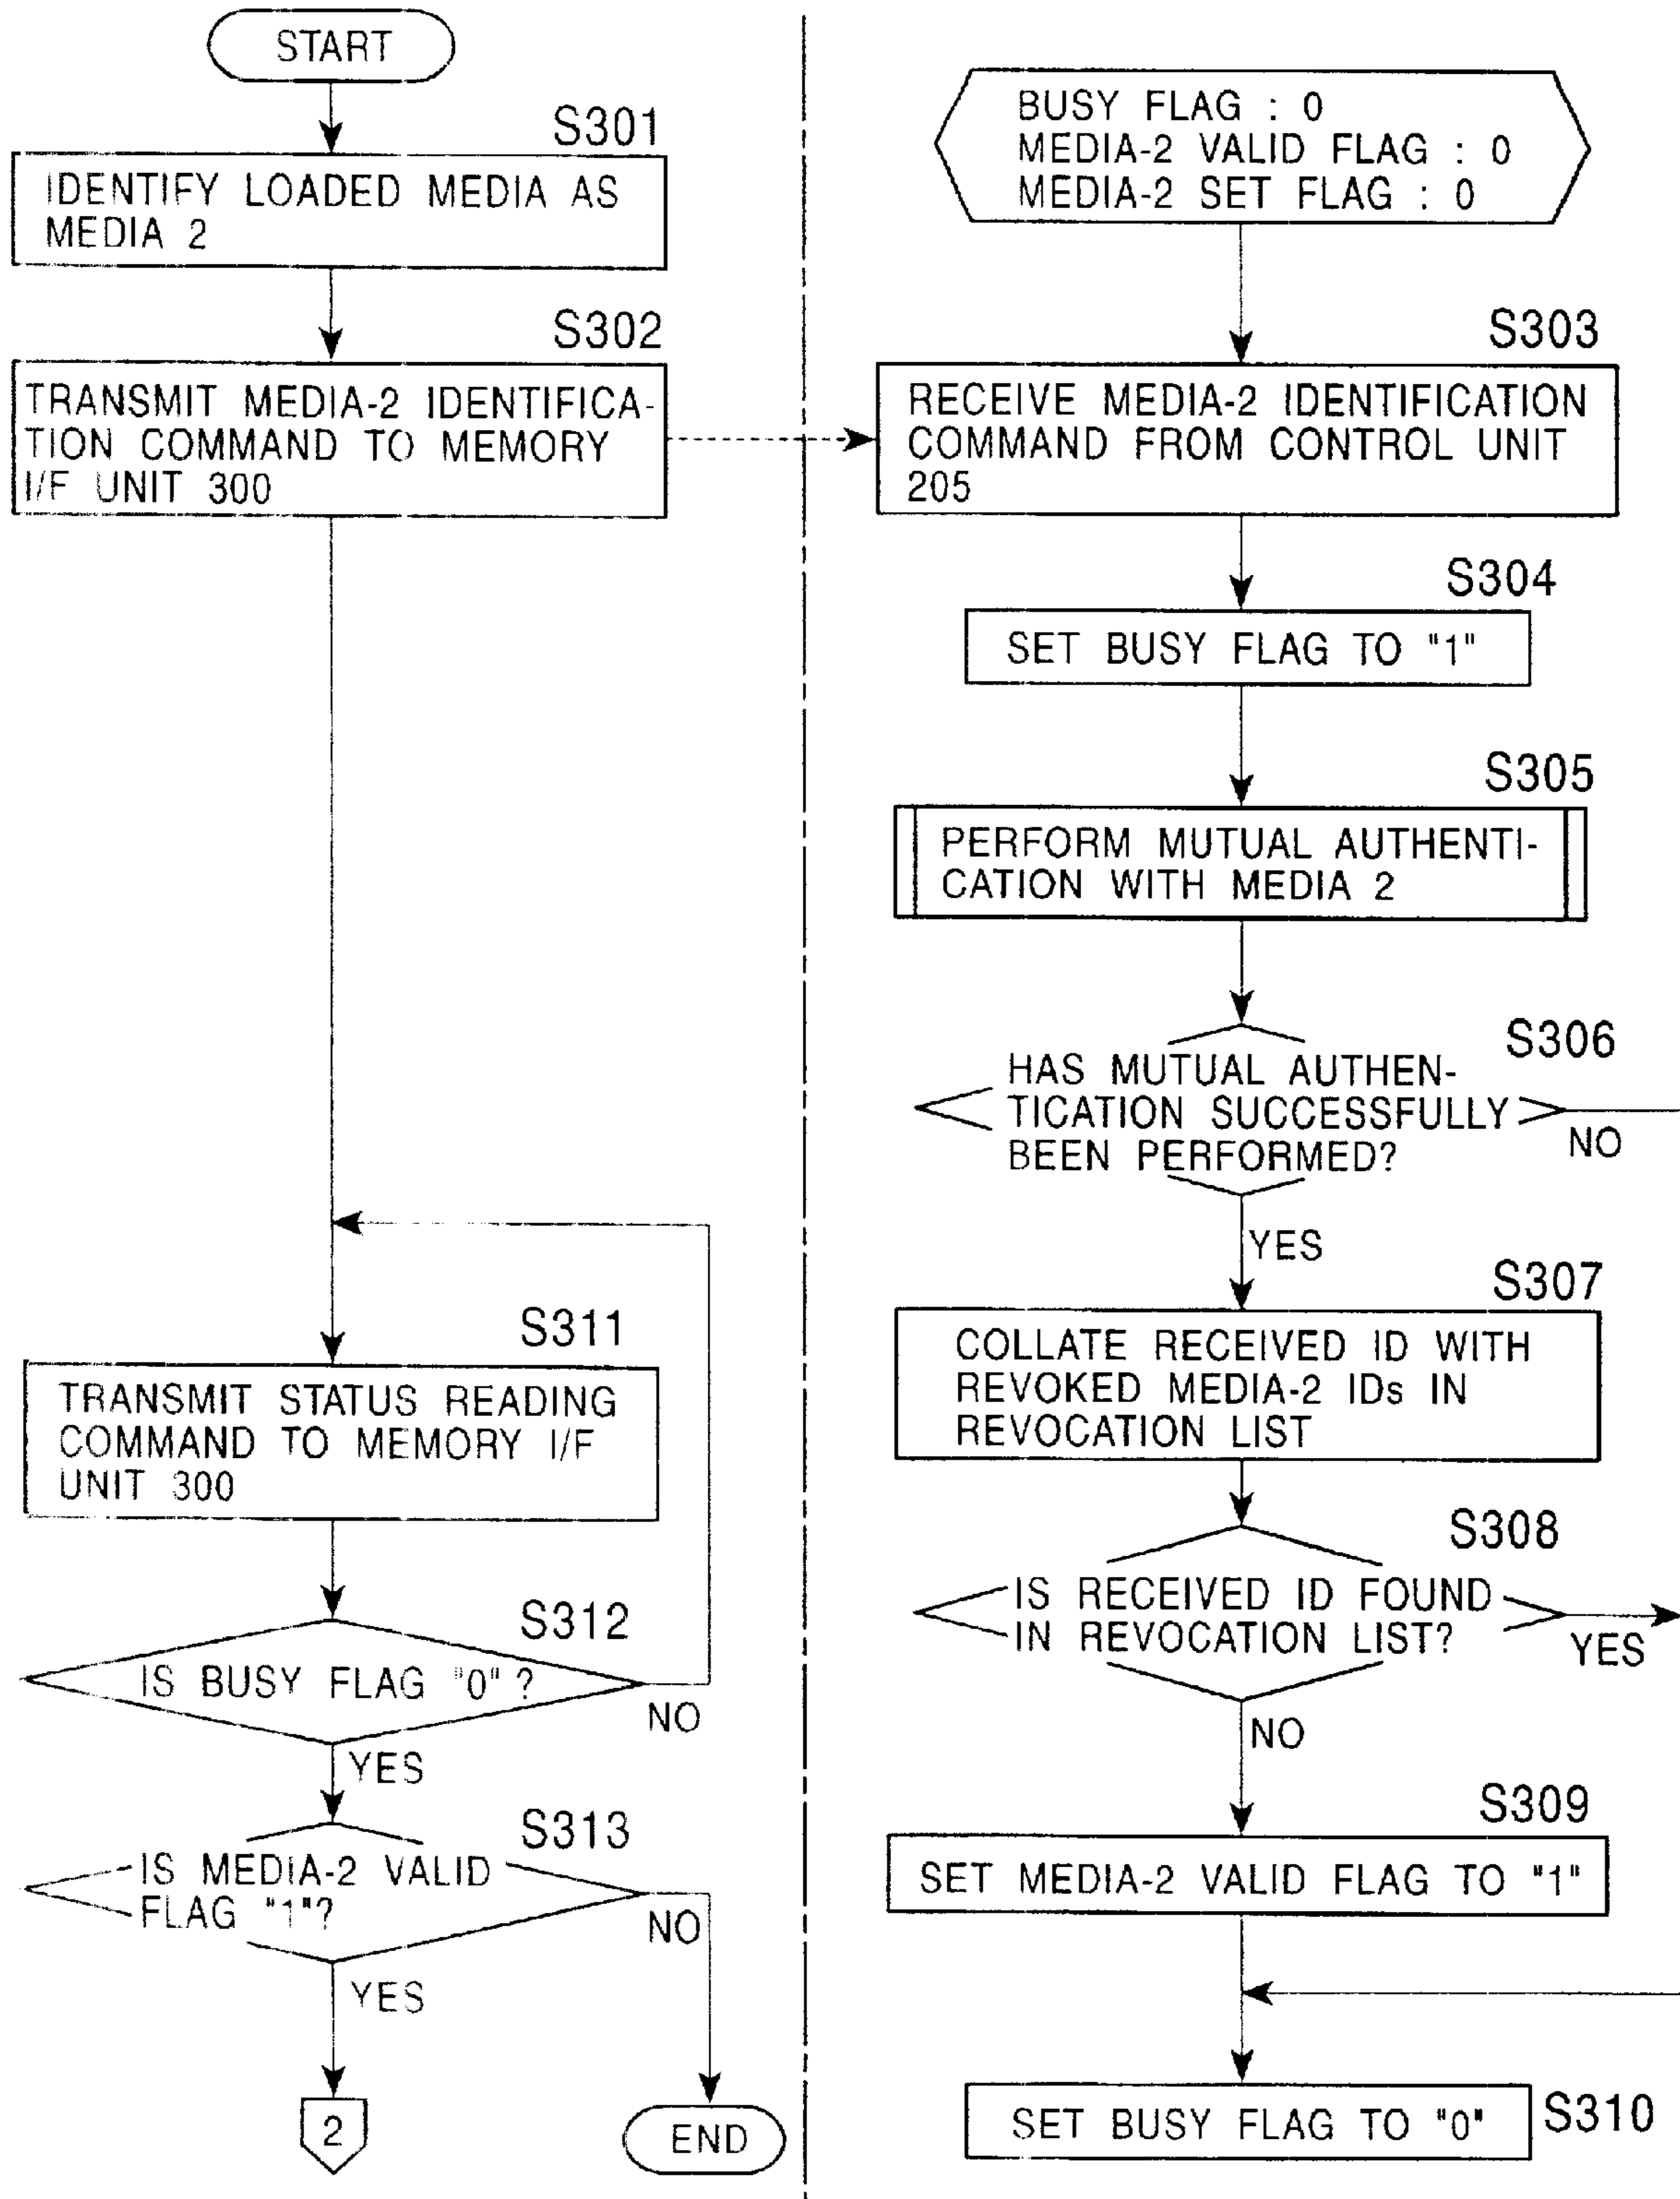 START
S301
IDENTIFY LOADED MEDIA AS
MEDIA 2
S302
TRANSMIT MEDIA-2 IDENTIFICA-
TION COMMAND TO MEMORY
I/F UNIT 300
S311
TRANSMIT STATUS READING
COMMAND TO MEMORY I/F
UNIT 300
S312
IS BUSY FLAG "0"?
NO
YES
S313
IS MEDIA-2 VALID
FLAG "1"?
NO
YES
2
END
BUSY FLAG : 0
MEDIA-2 VALID FLAG : 0
MEDIA-2 SET FLAG : 0
S303
RECEIVE MEDIA-2 IDENTIFICATION
COMMAND FROM CONTROL UNIT
205
S304
SET BUSY FLAG TO "1"
S305
PERFORM MUTUAL AUTHENTI-
CATION WITH MEDIA 2
S306
HAS MUTUAL AUTHEN-
TICATION SUCCESSFULLY
BEEN PERFORMED?
NO
YES
S307
COLLATE RECEIVED ID WITH
REVOKED MEDIA-2 IDs IN
REVOCATION LIST
S308
IS RECEIVED ID FOUND
IN REVOCATION LIST?
YES
NO
S309
SET MEDIA-2 VALID FLAG TO "1"
SET BUSY FLAG TO "0"
S310